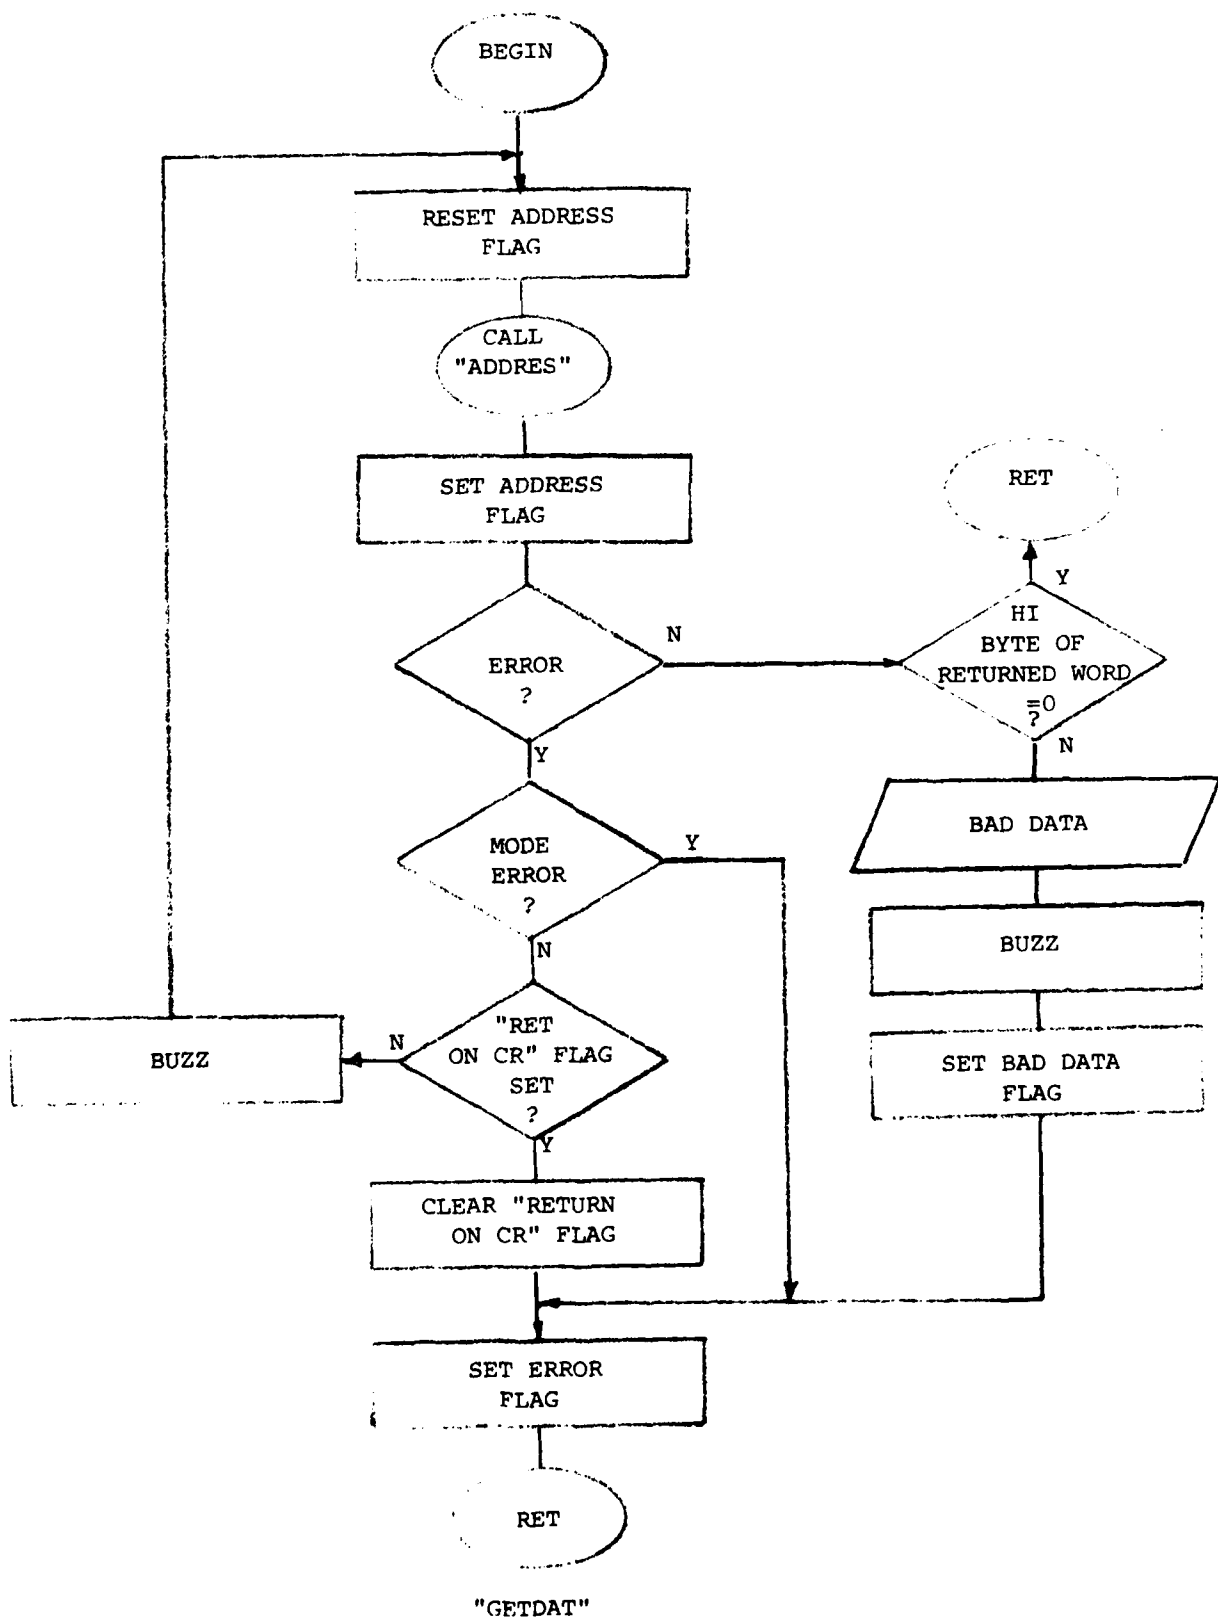 BEGIN
RESET ADDRESS
FLAG
CALL
"ADDRES"
SET ADDRESS
FLAG
ERROR
?
N
Y
RET
Y
HI
BYTE OF
RETURNED WORD
=0
?
N
BAD DATA
BUZZ
SET BAD DATA
FLAG
MODE
ERROR
?
Y
N
"RET
ON CR" FLAG
SET
?
N
Y
BUZZ
CLEAR "RETURN
ON CR" FLAG
SET ERROR
FLAG
RET
"GETDAT"